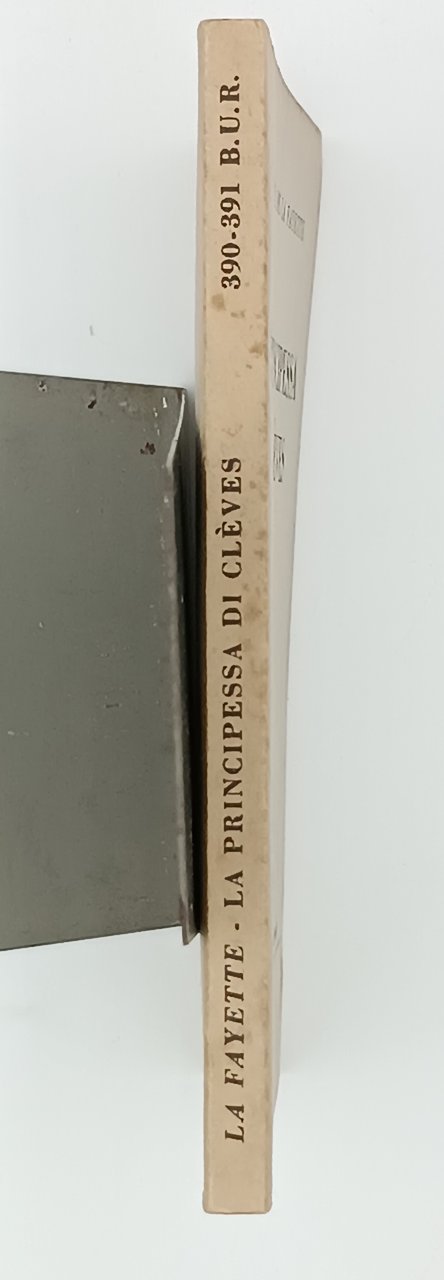 LA FAYETTE - LA PRINCIPESSA DI CLÈVES 390-391 B.U.R.